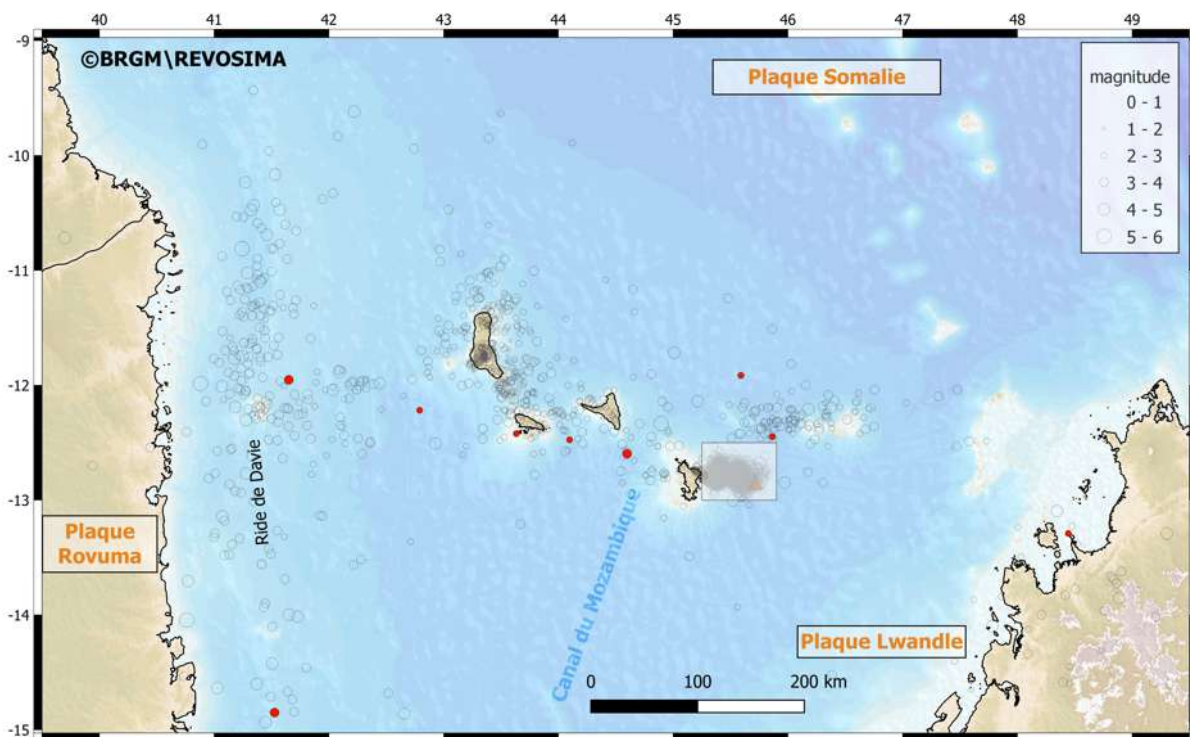 40 41 42 43 44 45 46 47 48 49
-9
-10
-11
-12
-13
-14
-15
©BRGM\REVOSIMA
Plaque Somalie
magnitude
0 - 1
1 - 2
2 - 3
3 - 4
4 - 5
5 - 6
Ride de Davie
Plaque
Rovuma
Canal du Mozambique
Plaque Lwandle
0 100 200 km